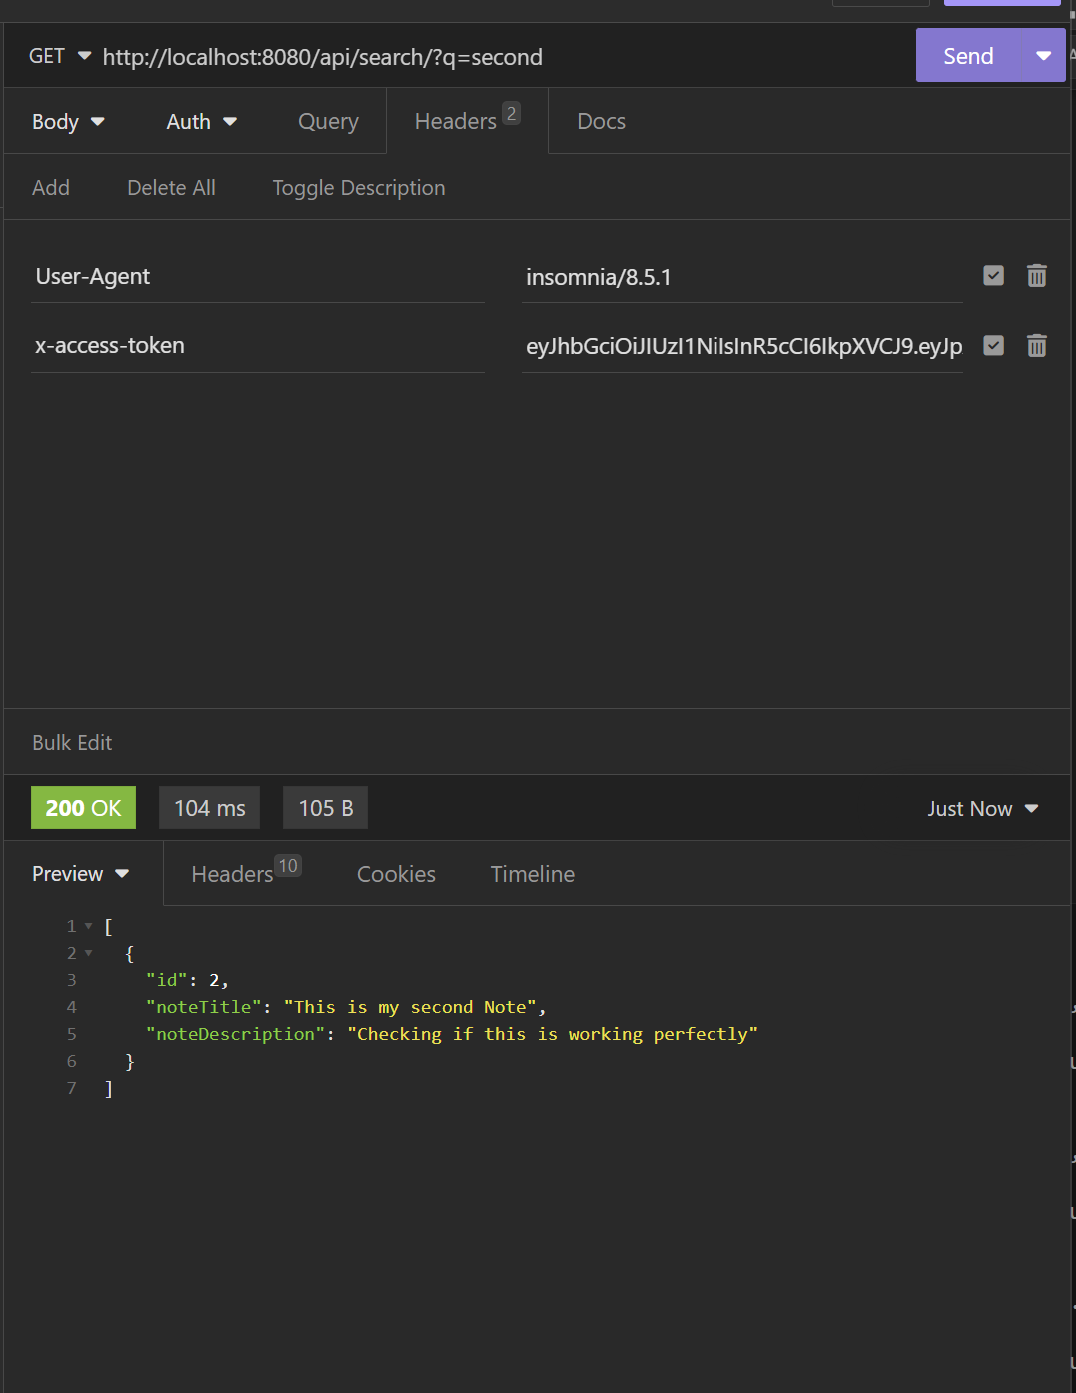 GET http://localhost:8080/api/search/?q=second Send
Body Auth Query Headers 2 Docs
Add Delete All Toggle Description
User-Agent insomnia/8.5.1
x-access-token eyJhbGciOiJIUzI1NiIsInR5cCI6IkpXVCJ9.eyJp
Bulk Edit
200 OK 104 ms 105 B Just Now
Preview Headers 10 Cookies Timeline
1 [
2 {
3 "id": 2,
4 "noteTitle": "This is my second Note",
5 "noteDescription": "Checking if this is working perfectly"
6 }
7 ]